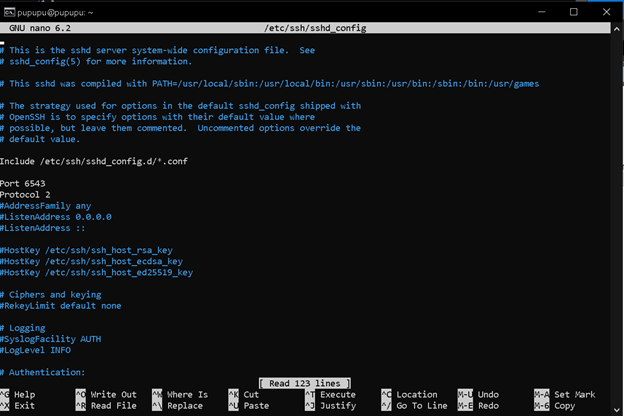 pupupu@pupupu: ~
GNU nano 6.2 /etc/ssh/sshd_config
# This is the sshd server system-wide configuration file.  See
# sshd_config(5) for more information.
# This sshd was compiled with PATH=/usr/local/sbin:/usr/local/bin:/usr/sbin:/usr/bin:/sbin:/bin:/usr/games
# The strategy used for options in the default sshd_config shipped with
# OpenSSH is to specify options with their default value where
# possible, but leave them commented.  Uncommented options override the
# default value.
Include /etc/ssh/sshd_config.d/*.conf
Port 6543
Protocol 2
#AddressFamily any
#ListenAddress 0.0.0.0
#ListenAddress ::
#HostKey /etc/ssh/ssh_host_rsa_key
#HostKey /etc/ssh/ssh_host_ecdsa_key
#HostKey /etc/ssh/ssh_host_ed25519_key
# Ciphers and keying
#RekeyLimit default none
# Logging
#SyslogFacility AUTH
#LogLevel INFO
# Authentication:
[ Read 123 lines ]
^G Help ^O Write Out ^W Where Is ^K Cut ^T Execute ^C Location M-U Undo M-A Set Mark
^X Exit ^R Read File ^\ Replace ^U Paste ^J Justify ^/ Go To Line M-E Redo M-6 Copy